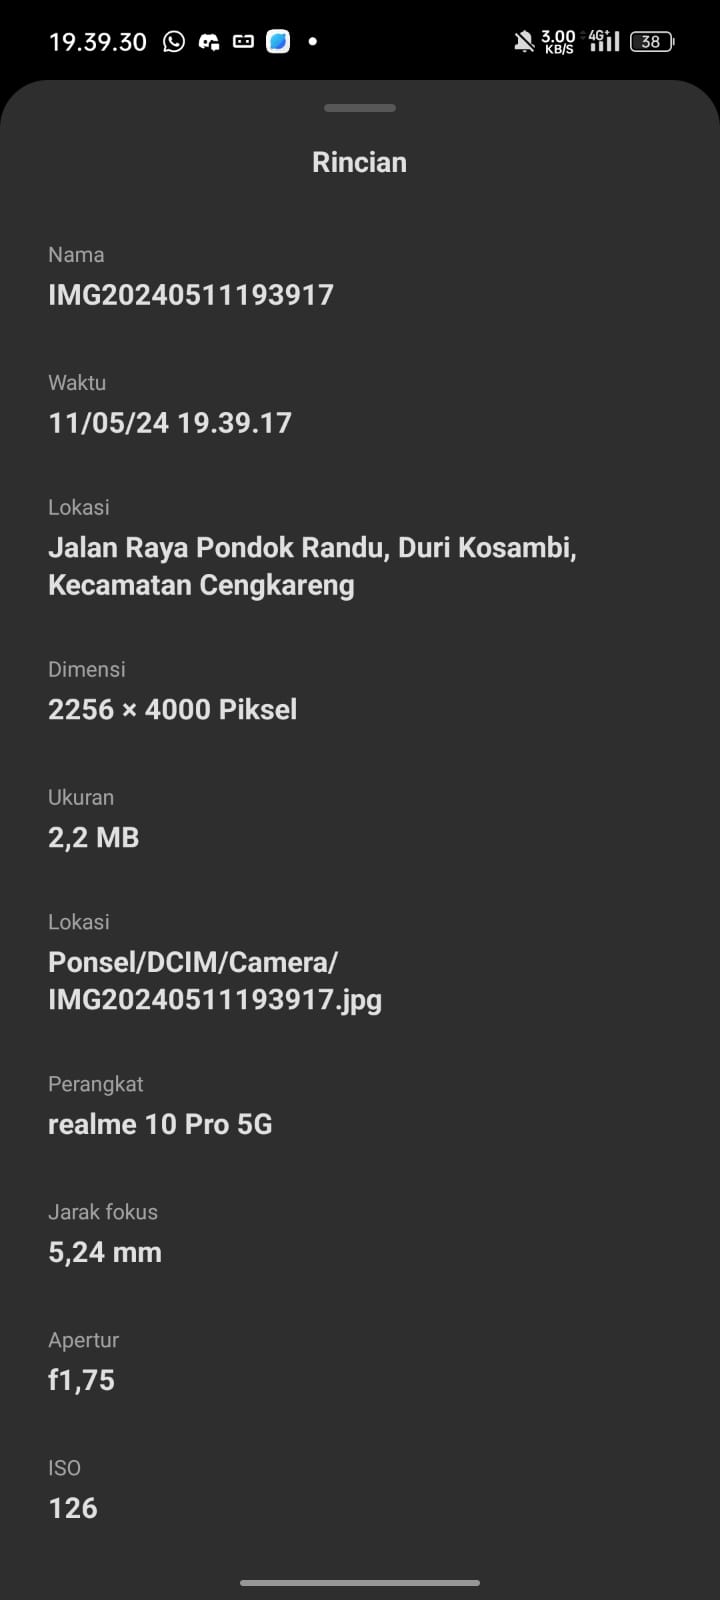 19.39.30
3.00 KB/S 4G+ 38
Rincian
Nama
IMG20240511193917
Waktu
11/05/24 19.39.17
Lokasi
Jalan Raya Pondok Randu, Duri Kosambi,
Kecamatan Cengkareng
Dimensi
2256 × 4000 Piksel
Ukuran
2,2 MB
Lokasi
Ponsel/DCIM/Camera/
IMG20240511193917.jpg
Perangkat
realme 10 Pro 5G
Jarak fokus
5,24 mm
Apertur
f1,75
ISO
126